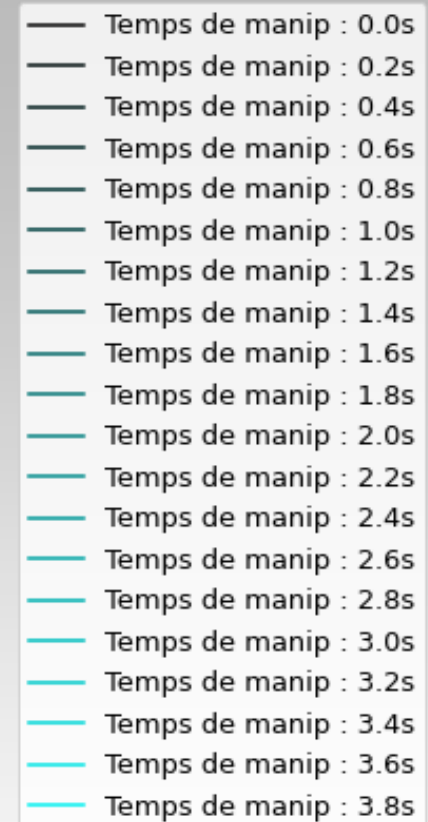 Temps de manip : 0.0s
Temps de manip : 0.2s
Temps de manip : 0.4s
Temps de manip : 0.6s
Temps de manip : 0.8s
Temps de manip : 1.0s
Temps de manip : 1.2s
Temps de manip : 1.4s
Temps de manip : 1.6s
Temps de manip : 1.8s
Temps de manip : 2.0s
Temps de manip : 2.2s
Temps de manip : 2.4s
Temps de manip : 2.6s
Temps de manip : 2.8s
Temps de manip : 3.0s
Temps de manip : 3.2s
Temps de manip : 3.4s
Temps de manip : 3.6s
Temps de manip : 3.8s